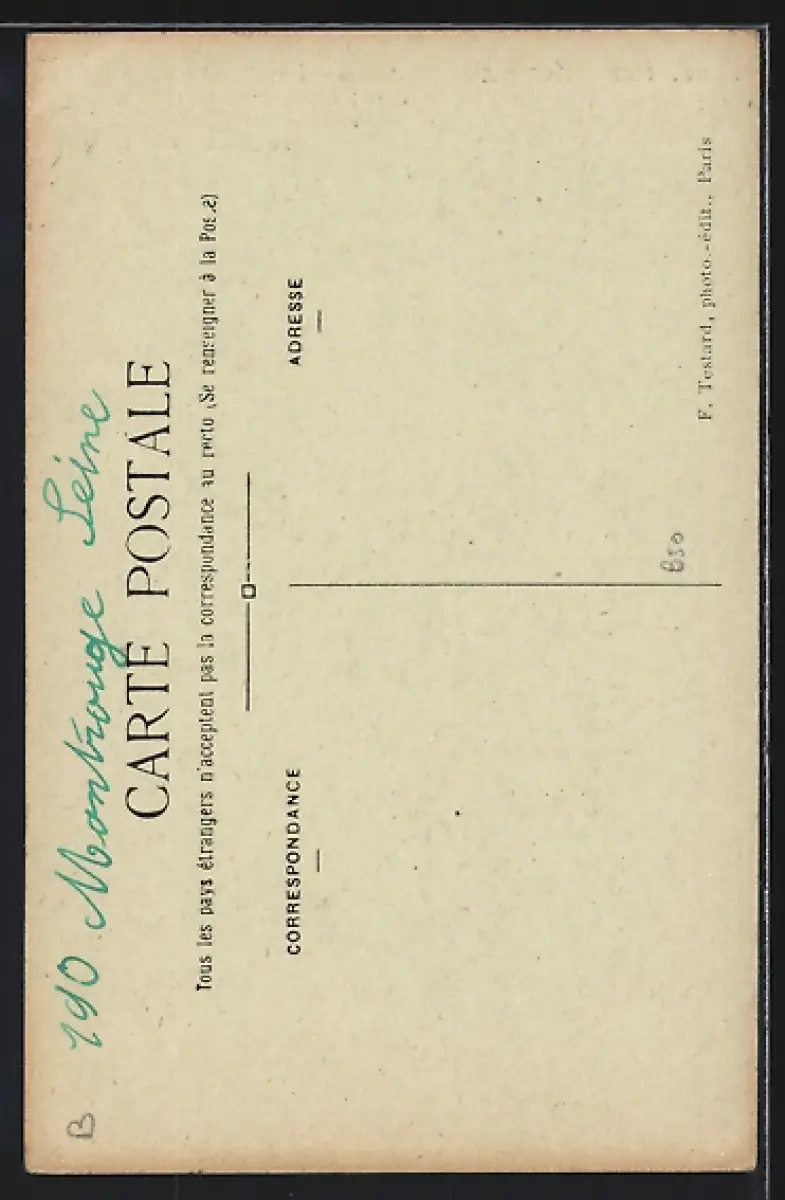 B
190 Montrouge Seine
CARTE POSTALE
Tous les pays étrangers n'acceptent pas la correspondance au recto (Se renseigner à la Poste)
CORRESPONDANCE
ADRESSE
B50
F. Testard, photo.-édit., Paris